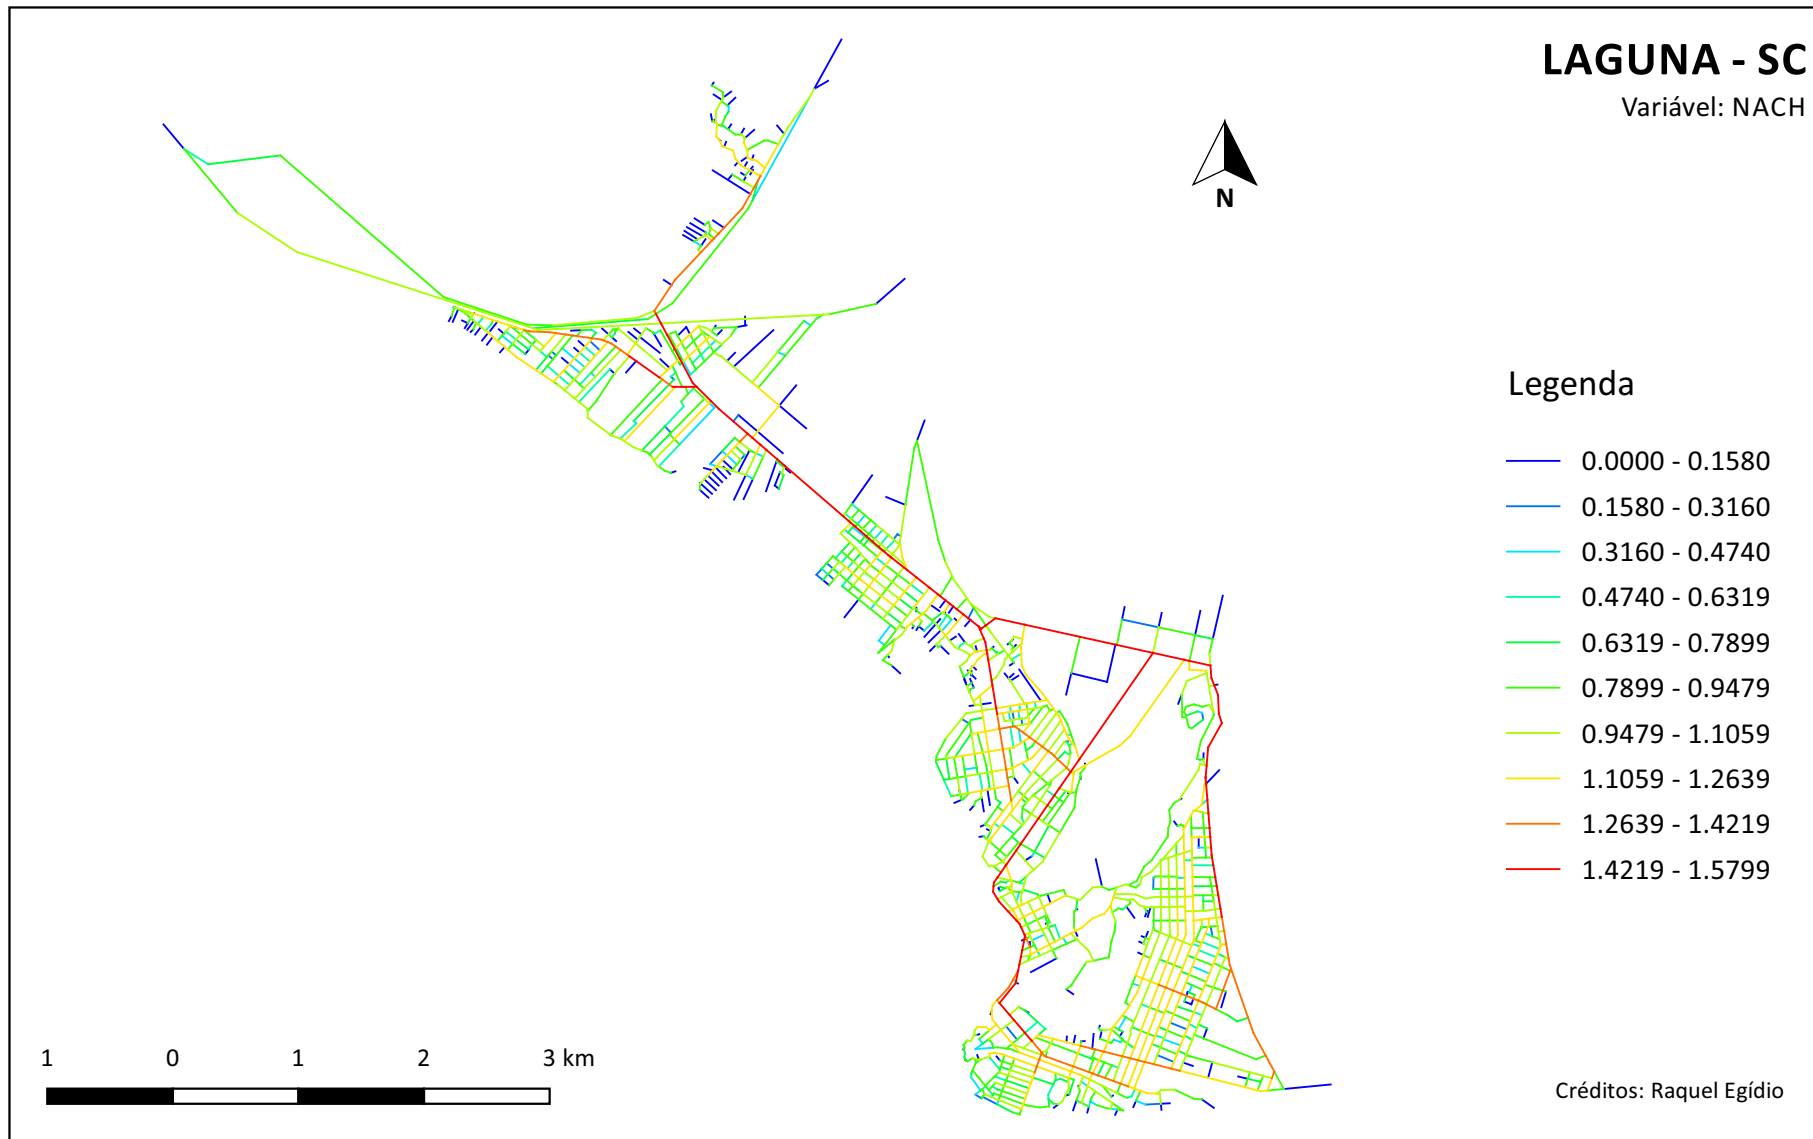 LAGUNA - SC
Variável: NACH
N
Legenda
0.0000 - 0.1580
0.1580 - 0.3160
0.3160 - 0.4740
0.4740 - 0.6319
0.6319 - 0.7899
0.7899 - 0.9479
0.9479 - 1.1059
1.1059 - 1.2639
1.2639 - 1.4219
1.4219 - 1.5799
1 0 1 2 3 km
Créditos: Raquel Egídio